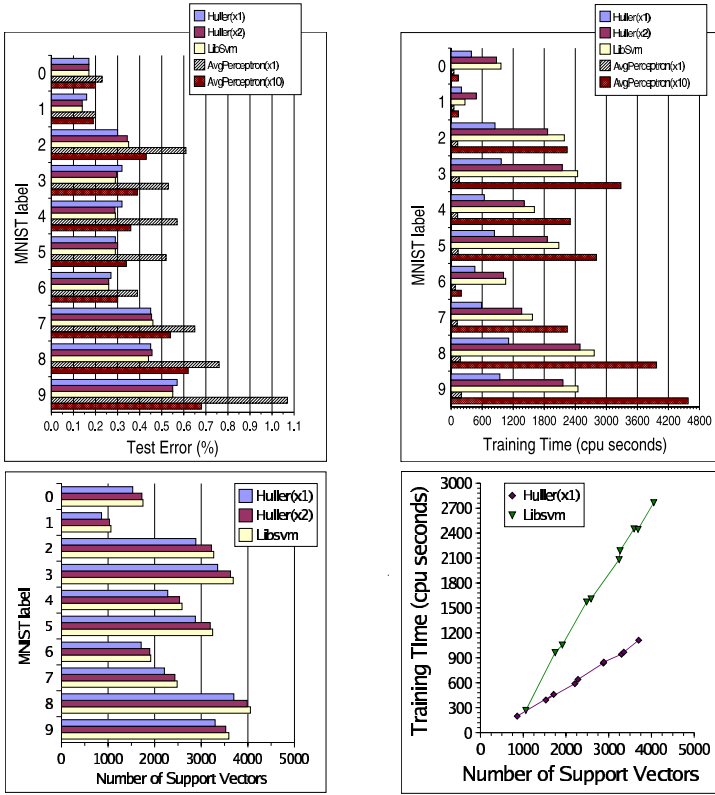 Huller(x1)
Huller(x2)
LibSvm
AvgPerceptron(x1)
AvgPerceptron(x10)
MNIST label
0
1
2
3
4
5
6
7
8
9
0.0 0.1 0.2 0.3 0.4 0.5 0.6 0.7 0.8 0.9 1.0 1.1
Test Error (%)
Huller(x1)
Huller(x2)
LibSvm
AvgPerceptron(x1)
AvgPerceptron(x10)
MNIST label
0
1
2
3
4
5
6
7
8
9
0 600 1200 1800 2400 3000 3600 4200 4800
Training Time (cpu seconds)
Huller(x1)
Huller(x2)
Libsvm
MNIST label
0
1
2
3
4
5
6
7
8
9
0 1000 2000 3000 4000 5000
Number of Support Vectors
Huller(x1)
Libsvm
Training Time (cpu seconds)
3000
2700
2400
2100
1800
1500
1200
900
600
300
0
0 1000 2000 3000 4000 5000
Number of Support Vectors